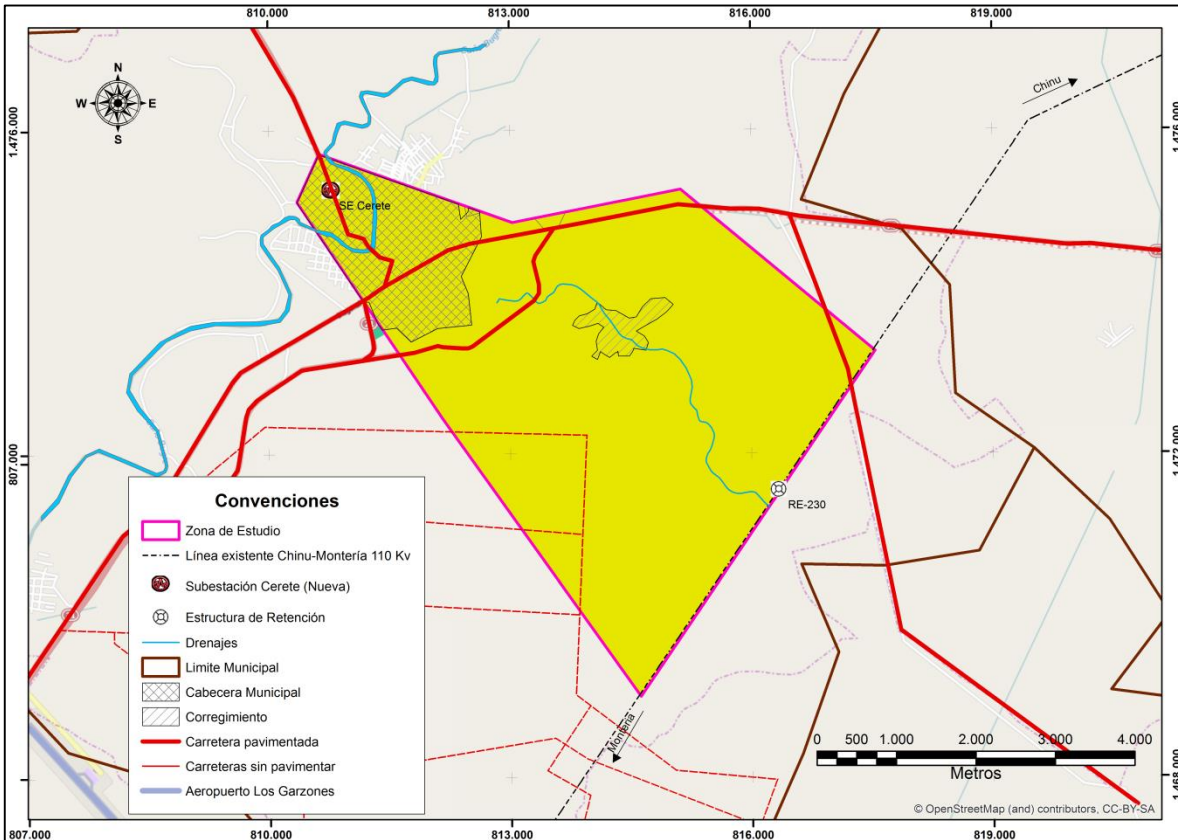 810.000
813.000
816.000
819.000
N
W
E
S
1.476.000
1.476.000
Chinu
SE Cerete
807.000
1.472.000
RE-230
Montería
Convenciones
Zona de Estudio
Línea existente Chinu-Montería 110 Kv
Subestación Cerete (Nueva)
Estructura de Retención
Drenajes
Limite Municipal
Cabecera Municipal
Corregimiento
Carretera pavimentada
Carreteras sin pavimentar
Aeropuerto Los Garzones
0 500 1.000 2.000 3.000 4.000
Metros
1.468.000
© OpenStreetMap (and) contributors, CC-BY-SA
807.000
810.000
813.000
816.000
819.000